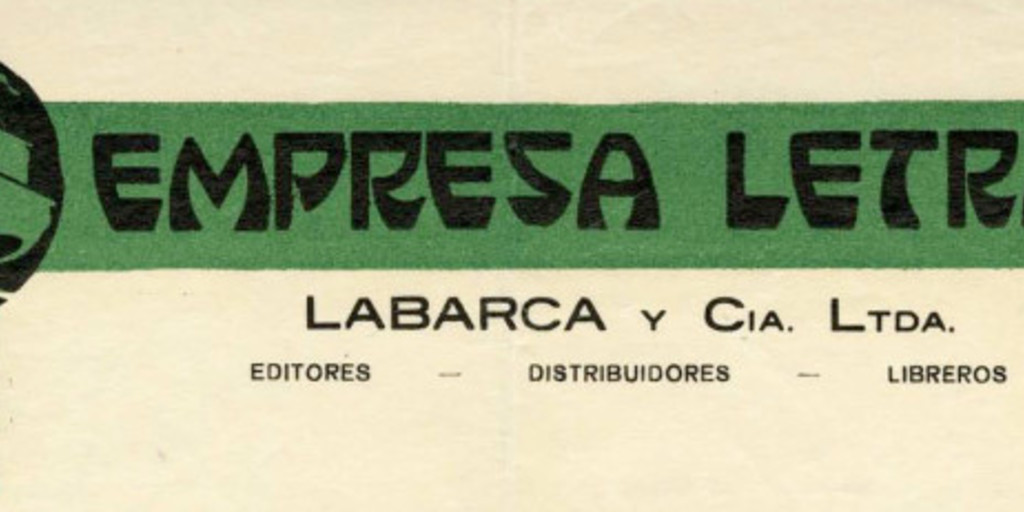 EMPRESA LETR
LABARCA Y CIA. LTDA.
EDITORES — DISTRIBUIDORES — LIBREROS